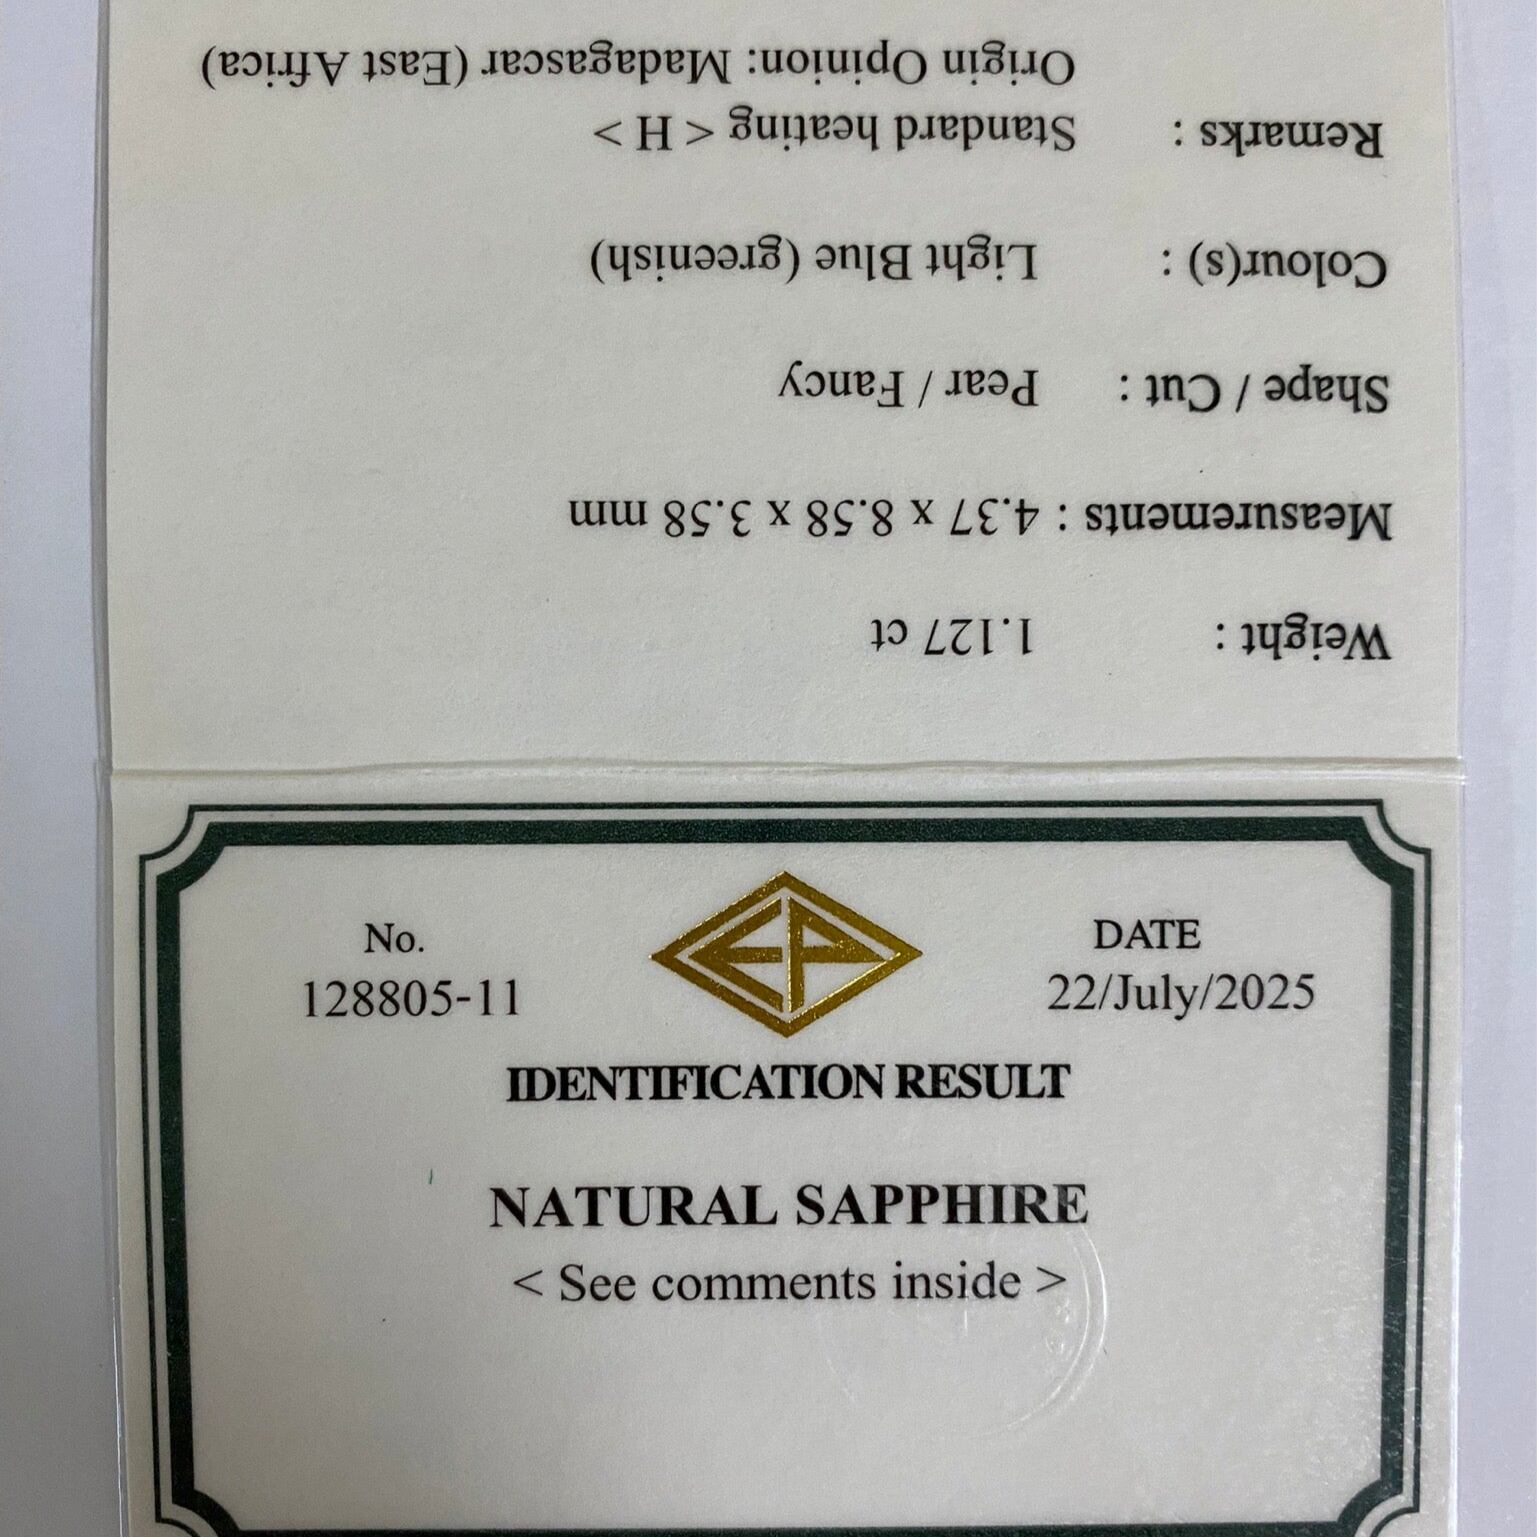 No.
128805-11
EP
DATE
22/July/2025
IDENTIFICATION RESULT
NATURAL SAPPHIRE
< See comments inside >
Weight : 1.127 ct
Measurements : 4.37 x 8.58 x 3.58 mm
Shape / Cut : Pear / Fancy
Colour(s) : Light Blue (greenish)
Remarks : Standard heating < H >
Origin Opinion: Madagascar (East Africa)